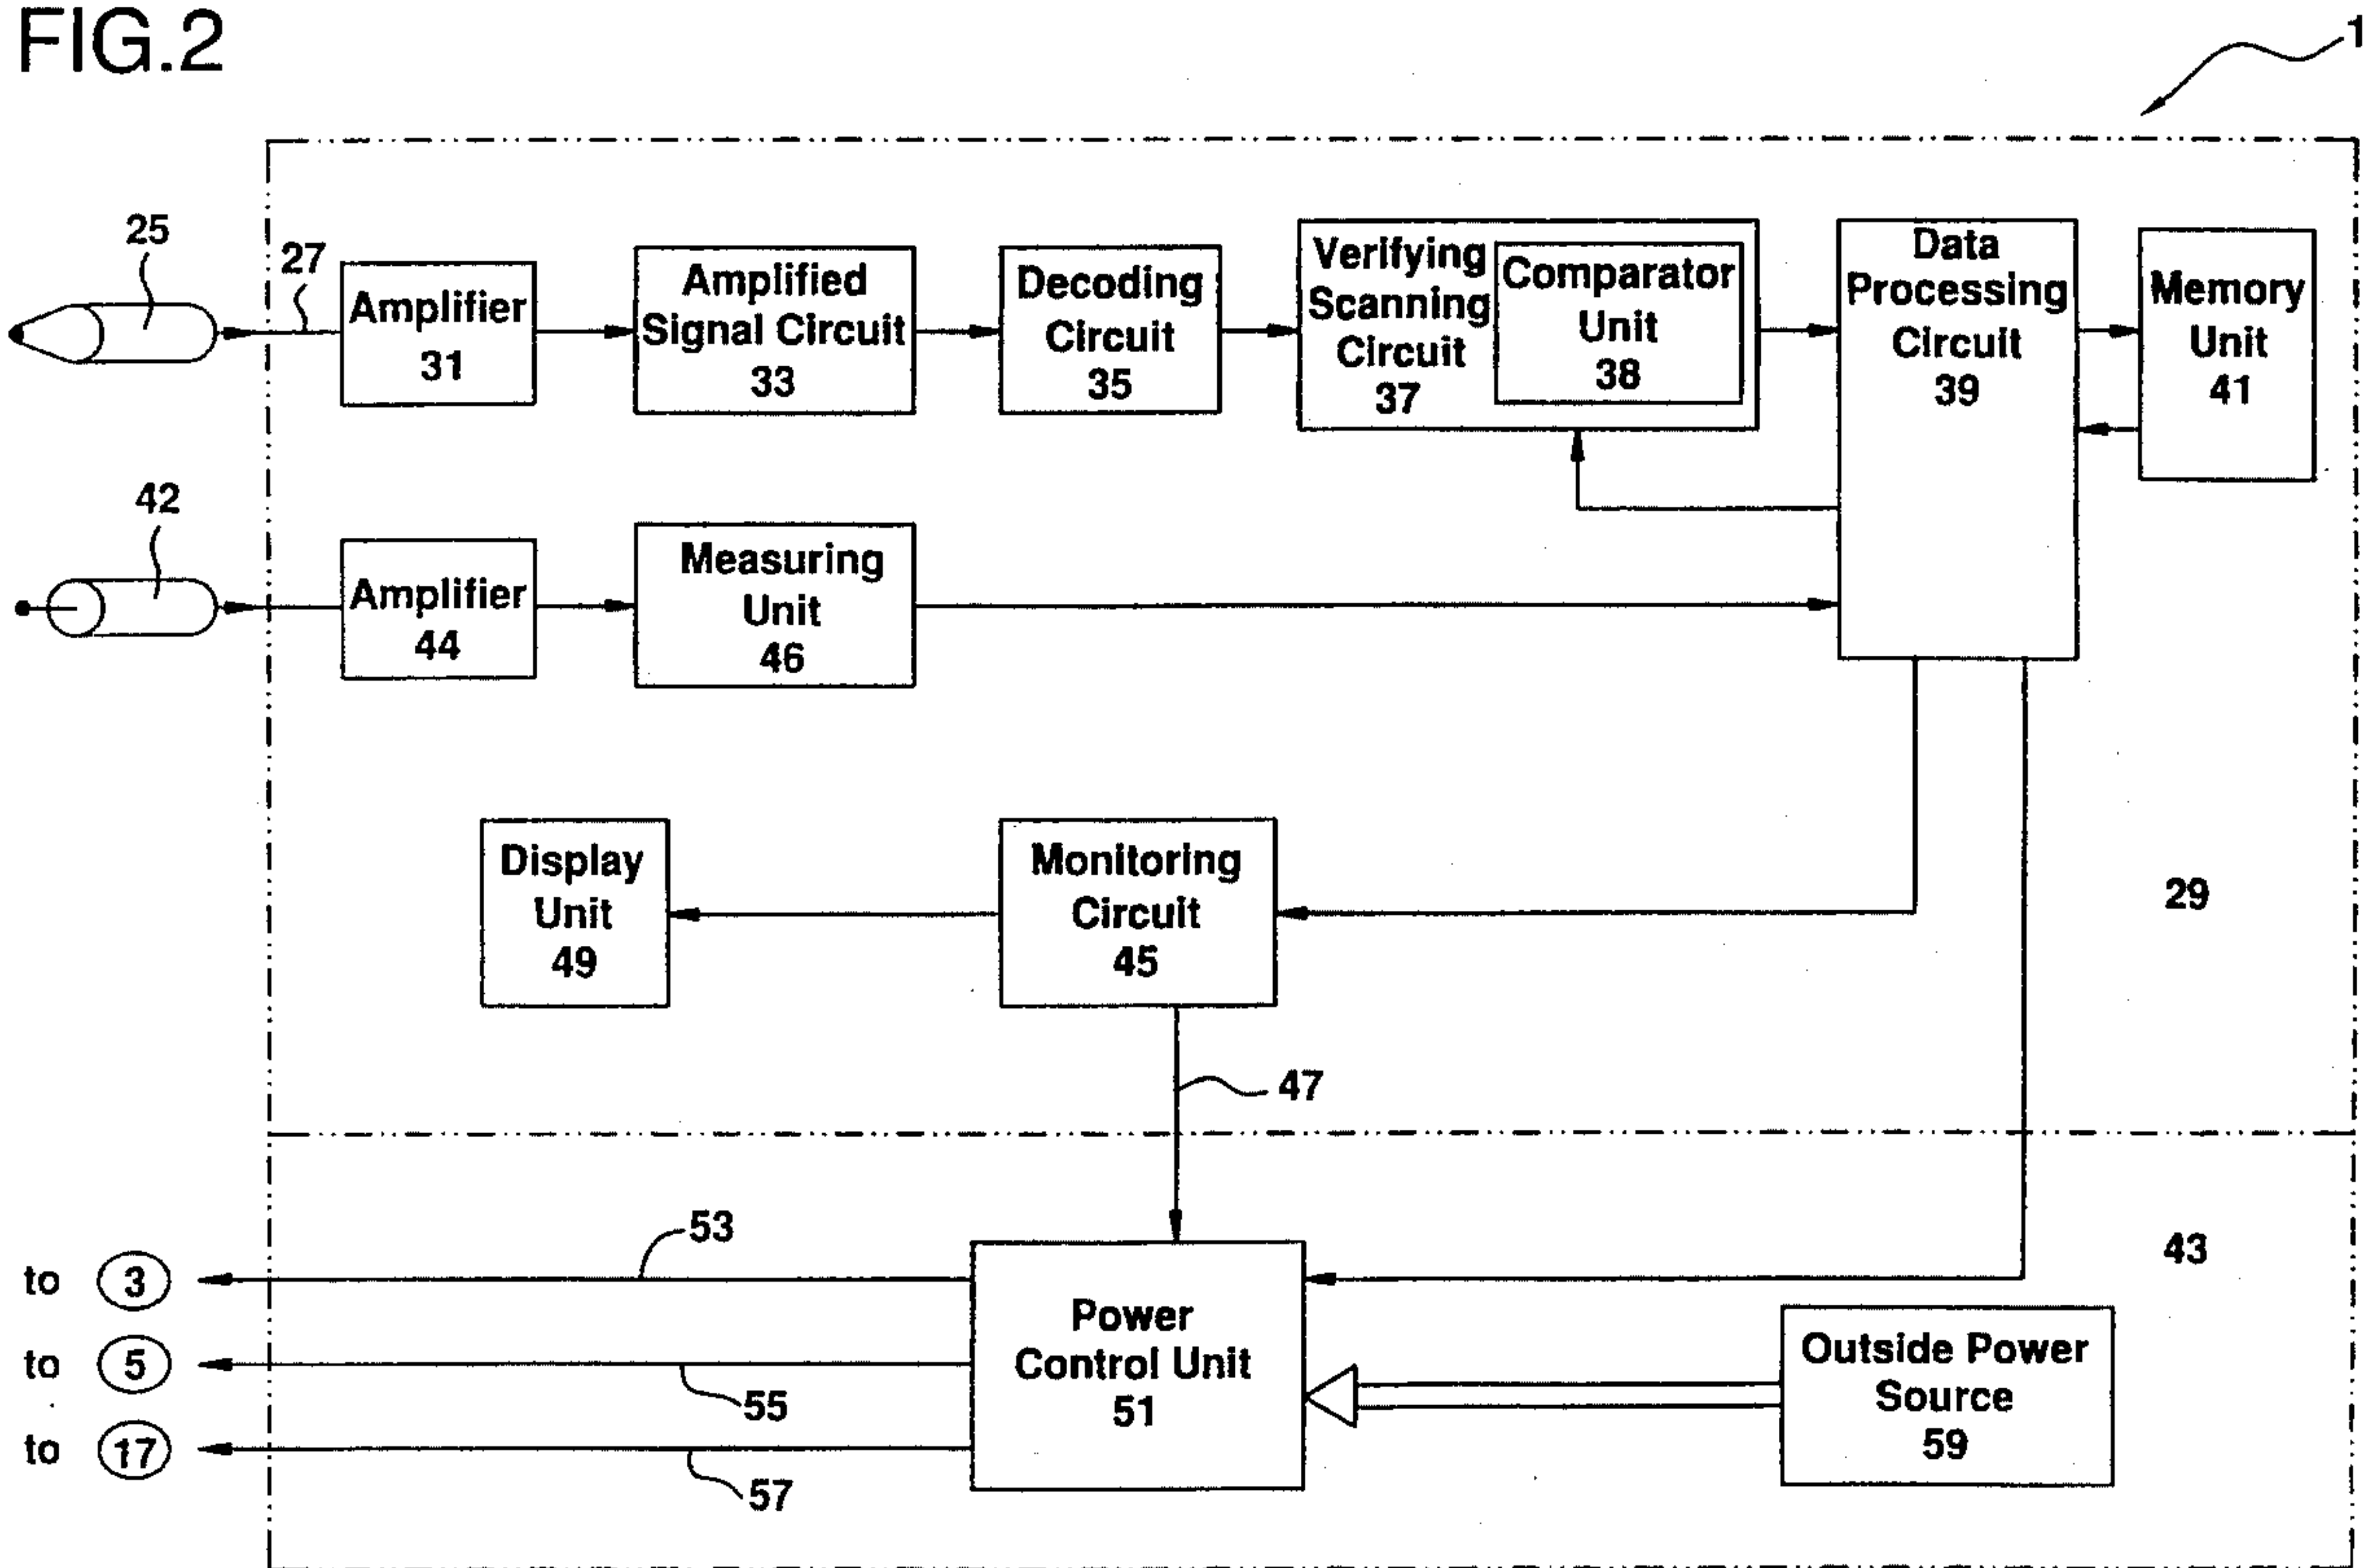 FIG.2
1
25
27
Amplifier
31
Amplified
Signal Circuit
33
Decoding
Circuit
35
Verifying
Scanning
Circuit
37
Comparator
Unit
38
Data
Processing
Circuit
39
Memory
Unit
41
42
Amplifier
44
Measuring
Unit
46
Display
Unit
49
Monitoring
Circuit
45
29
47
53
43
to 3
to 5
to 17
55
57
Power
Control Unit
51
Outside Power
Source
59